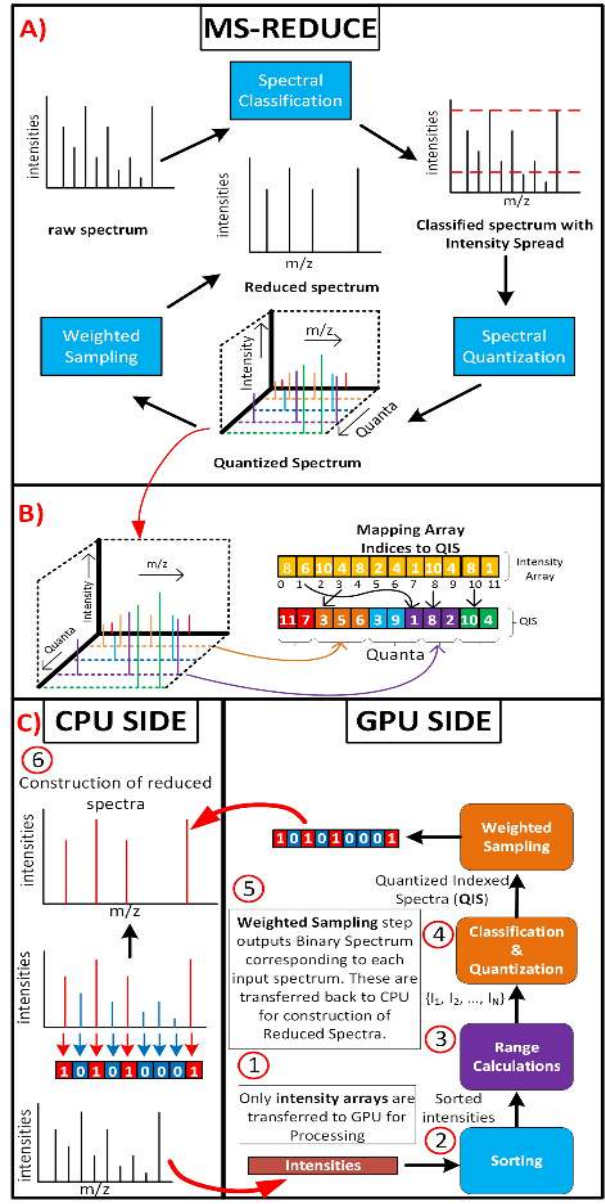 A)
MS-REDUCE
Spectral
Classification
intensities
raw spectrum
intensities
m/z
Reduced spectrum
intensities
m/z
Classified spectrum with
Intensity Spread
Weighted
Sampling
Spectral
Quantization
Intensity
m/z
Quanta
Quantized Spectrum
B)
Intensity
m/z
Quanta
Mapping Array
Indices to QIS
8 6 10 4 8 2 4 1 10 4 8 1
Intensity
Array
0 1 2 3 4 5 6 7 8 9 10 11
11 7 3 5 6 3 9 1 8 2 10 4
QIS
Quanta
C)
CPU SIDE
GPU SIDE
6
Construction of reduced
spectra
intensities
m/z
intensities
1 0 1 0 1 0 0 0 1
intensities
1 0 1 0 1 0 0 0 1
Weighted
Sampling
Quantized Indexed
Spectra (QIS)
5
Weighted Sampling step
outputs Binary Spectrum
corresponding to each
input spectrum. These are
transferred back to CPU
for construction of
Reduced Spectra.
4
Classification
&
Quantization
{I1, I2, ..., IN}
3
Range
Calculations
1
Only intensity arrays are
transferred to GPU for
Processing
Sorted
intensities
2
Intensities
Sorting